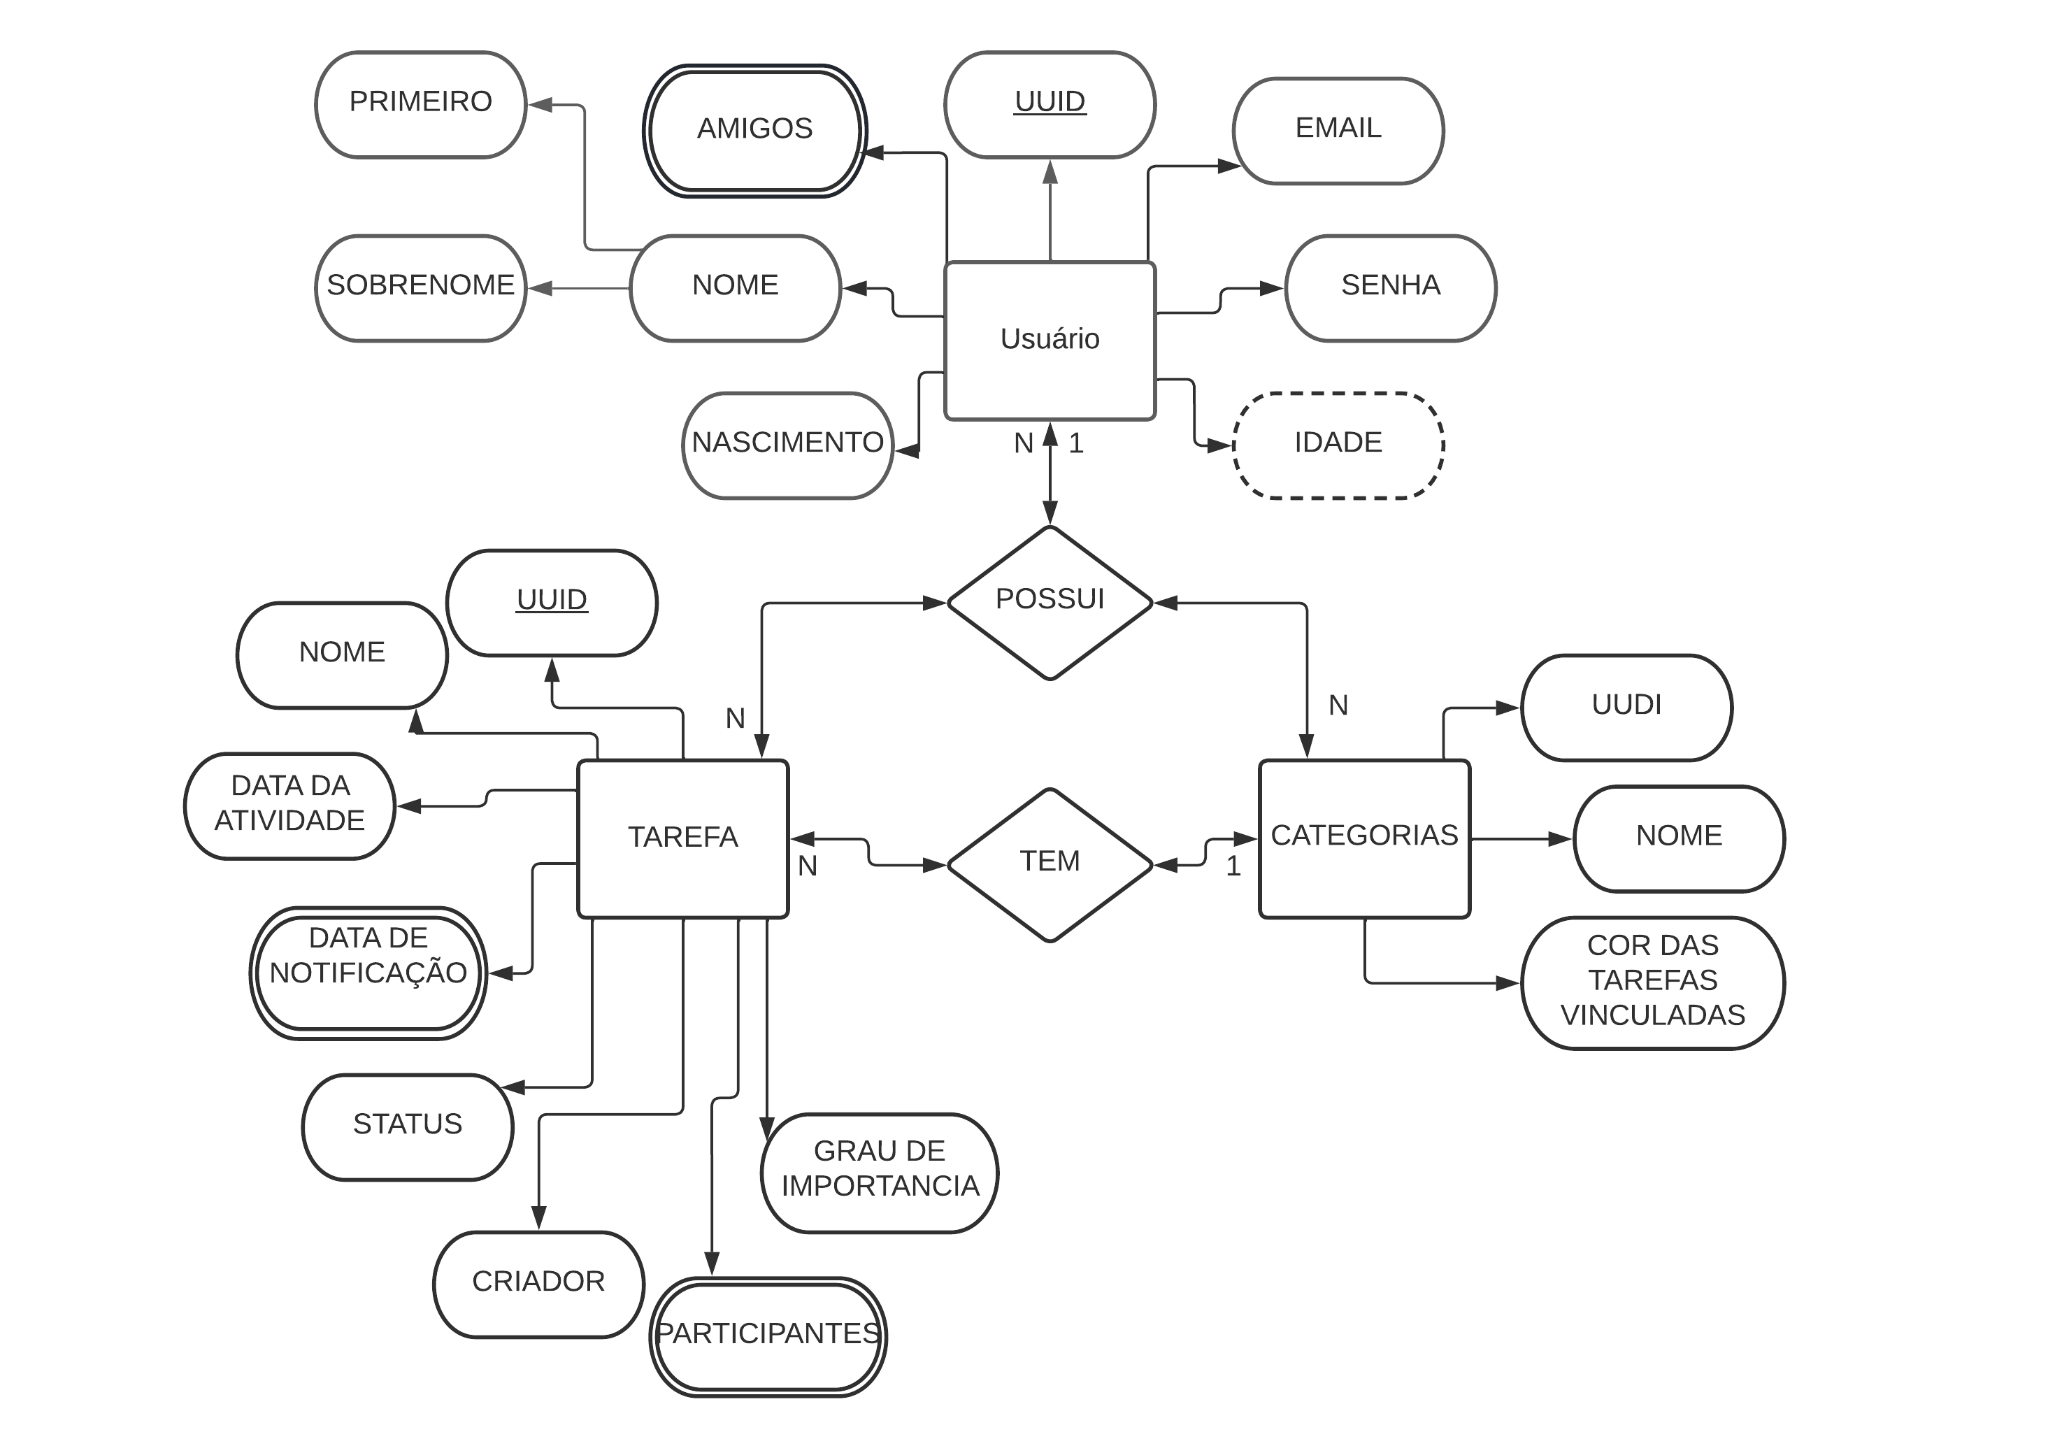 PRIMEIRO
AMIGOS
UUID
EMAIL
SOBRENOME
NOME
SENHA
Usuário
NASCIMENTO
N 1
IDADE
UUID
POSSUI
NOME
N
N
UUDI
DATA DA
ATIVIDADE
TAREFA
N
TEM
1
CATEGORIAS
NOME
DATA DE
NOTIFICAÇÃO
COR DAS
TAREFAS
VINCULADAS
STATUS
GRAU DE
IMPORTANCIA
CRIADOR
PARTICIPANTES